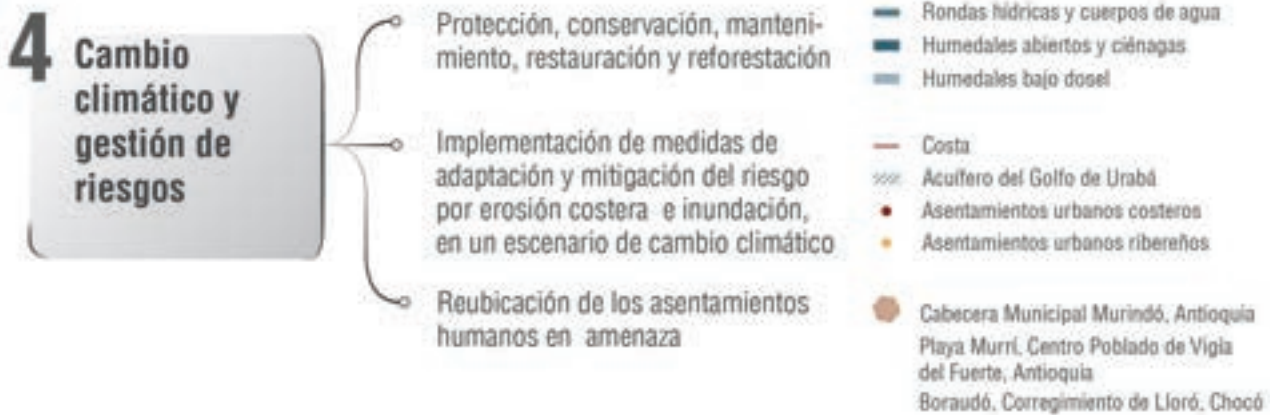 4
Cambio
climático y
gestión de
riesgos
Protección, conservación, manteni-
miento, restauración y reforestación
Rondas hídricas y cuerpos de agua
Humedales abiertos y ciénagas
Humedales bajo dosel
Implementación de medidas de
adaptación y mitigación del riesgo
por erosión costera e inundación,
en un escenario de cambio climático
Costa
Acuífero del Golfo de Urabá
Asentamientos urbanos costeros
Asentamientos urbanos ribereños
Reubicación de los asentamientos
humanos en amenaza
Cabecera Municipal Murindó, Antioquia
Playa Murrí, Centro Poblado de Vigía
del Fuerte, Antioquia
Boraudó, Corregimiento de Lloró, Chocó